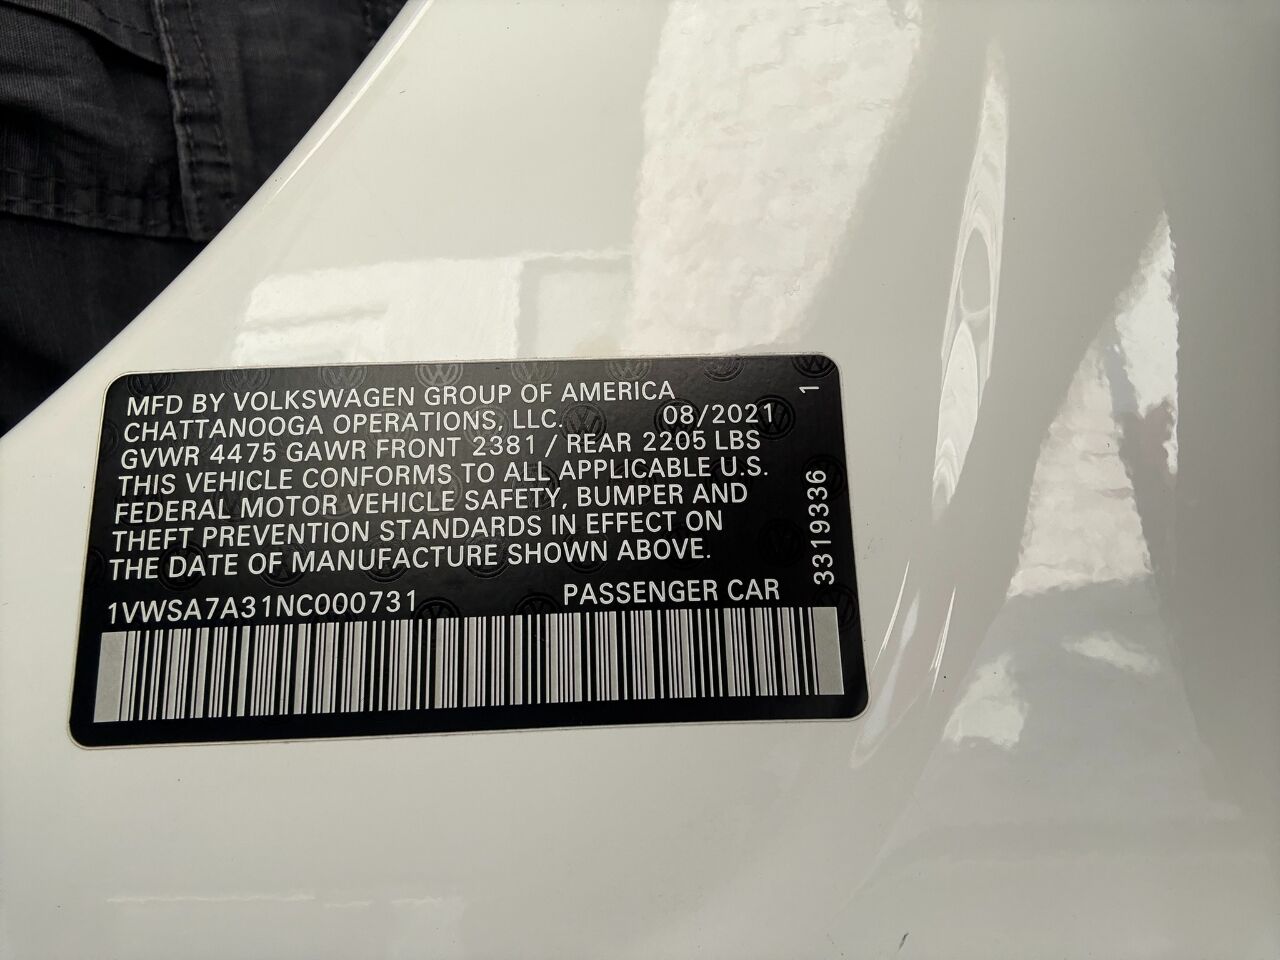 MFD BY VOLKSWAGEN GROUP OF AMERICA
CHATTANOOGA OPERATIONS, LLC. 08/2021
GVWR 4475 GAWR FRONT 2381 / REAR 2205 LBS
THIS VEHICLE CONFORMS TO ALL APPLICABLE U.S.
FEDERAL MOTOR VEHICLE SAFETY, BUMPER AND
THEFT PREVENTION STANDARDS IN EFFECT ON
THE DATE OF MANUFACTURE SHOWN ABOVE.
1VWSA7A31NC000731 PASSENGER CAR
3319336 1